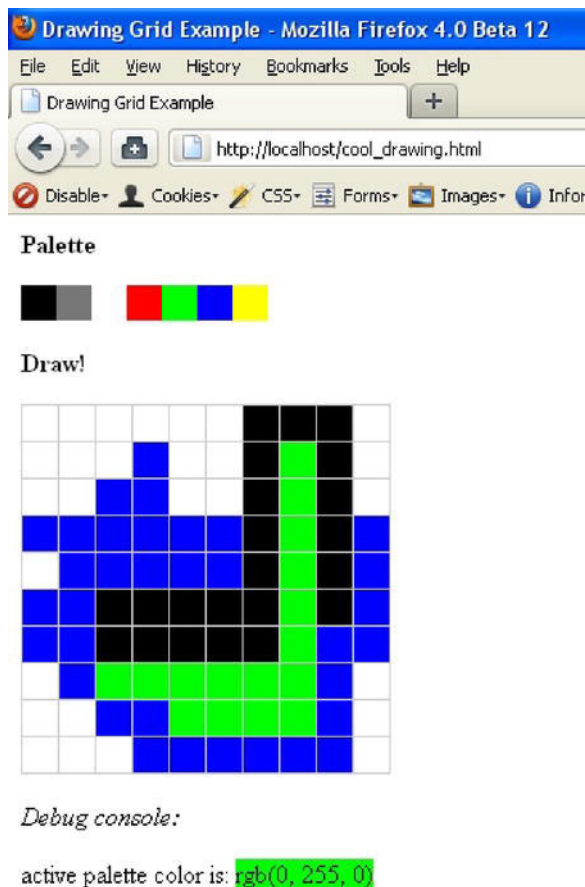 Drawing Grid Example - Mozilla Firefox 4.0 Beta 12
File Edit View History Bookmarks Tools Help
Drawing Grid Example +
http://localhost/cool_drawing.html
Disable Cookies CSS Forms Images Infor
Palette
Draw!
Debug console:
active palette color is: rgb(0, 255, 0)